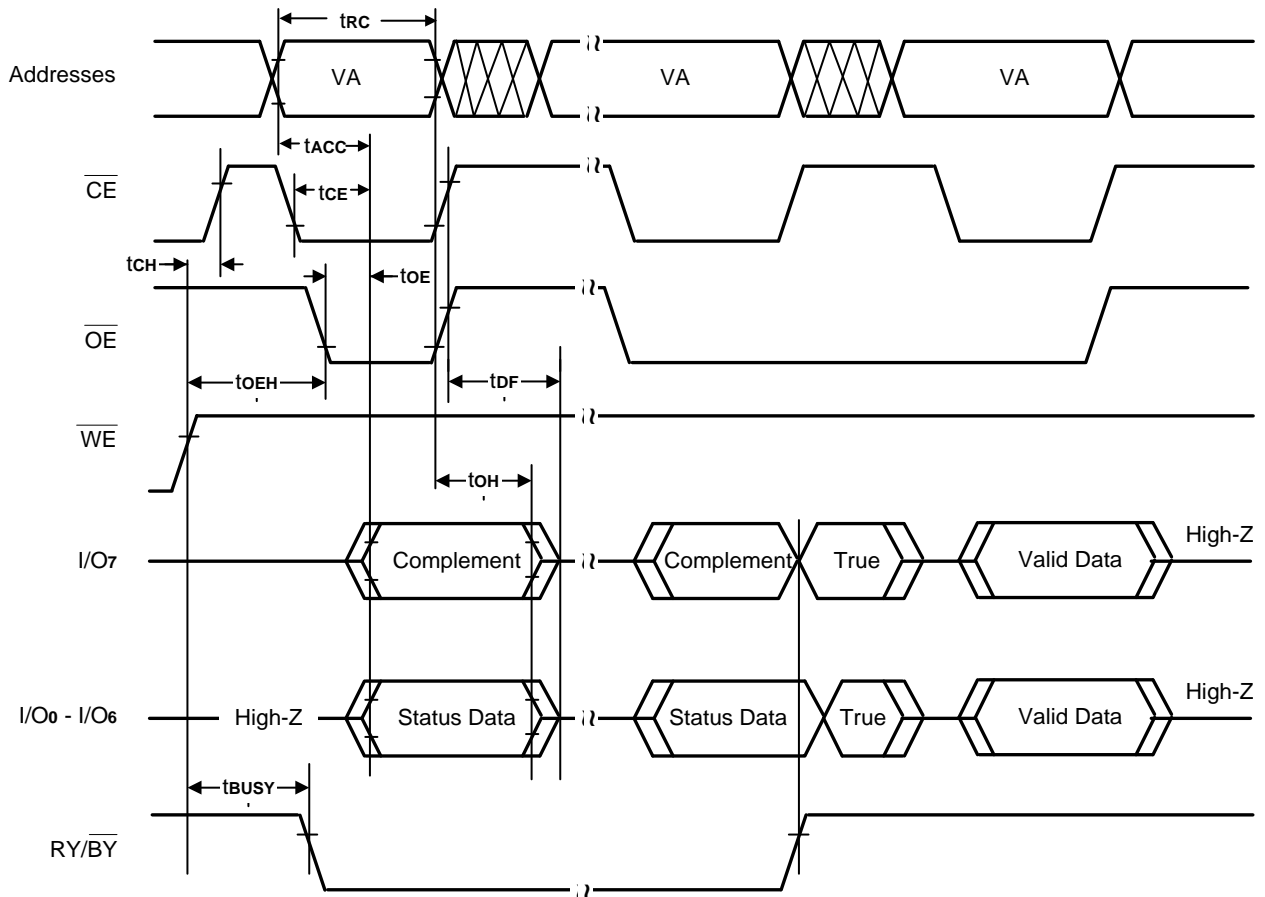 tRC
Addresses VA VA VA
tACC
CE
tCE
tCH
tOE
OE
tOEH tDF
WE
tOH
I/O7 Complement Complement True Valid Data High-Z
I/O0 - I/O6 High-Z Status Data Status Data True Valid Data High-Z
tBUSY
RY/BY